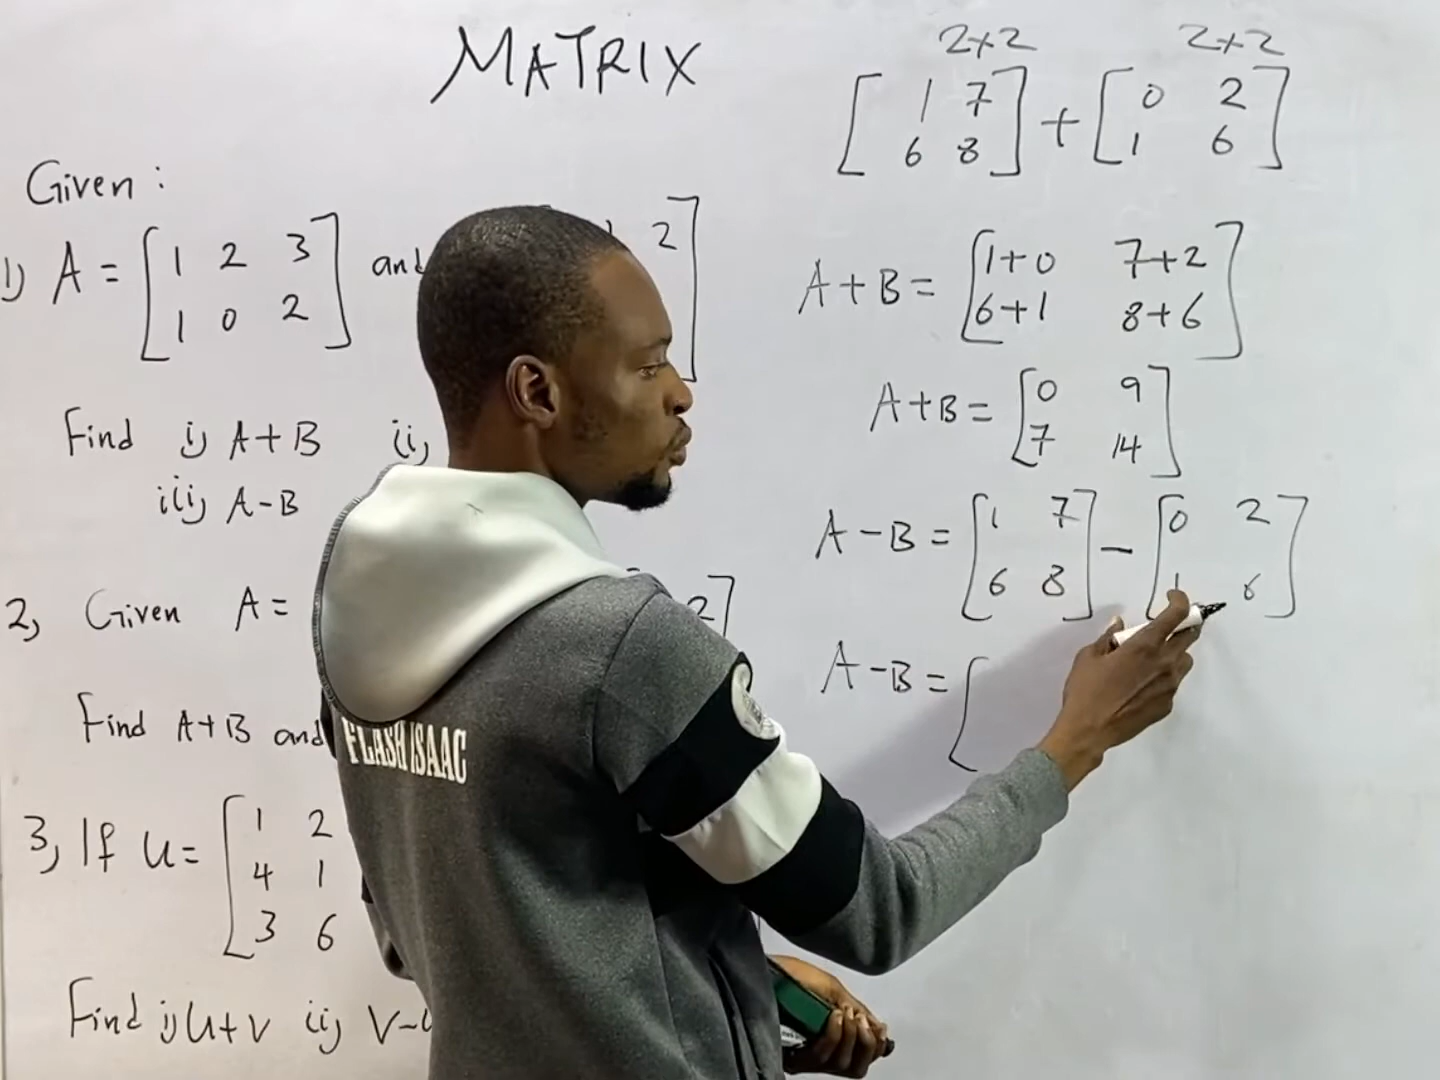 MATRIX
Given :
1) A = [1 2 3
1 0 2] and 2]
Find i) A+B ii)
iii) A-B
2) Given A = 2]
Find A+B and
3) If U = [1 2
4 1
3 6
Find i) U+V ii) V-U
2×2 2×2
[1 7
6 8] + [0 2
1 6]
A+B = [1+0 7+2
6+1 8+6]
A+B = [0 9
7 14]
A-B = [1 7
6 8] - [0 2
1 6]
A-B = [
FLASH ISAAC